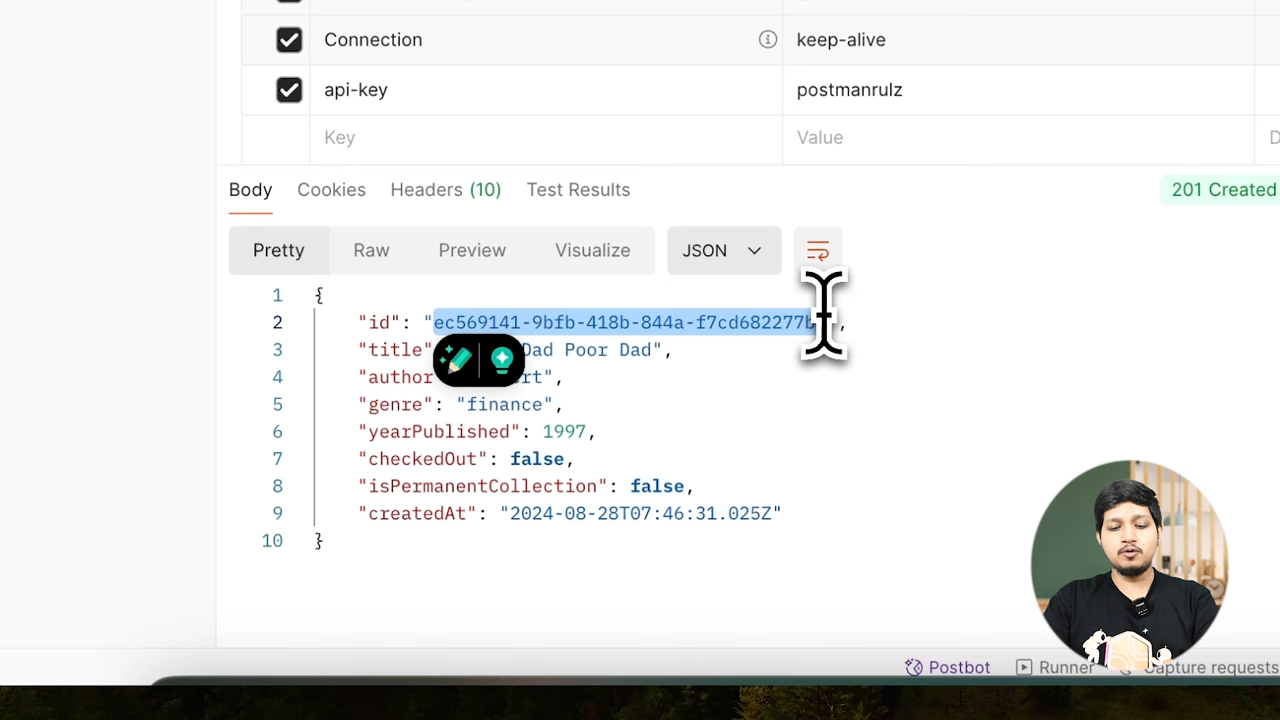 Connection keep-alive
api-key postmanrulz
Key Value
Body Cookies Headers (10) Test Results 201 Created
Pretty Raw Preview Visualize JSON
1 {
2 "id": "ec569141-9bfb-418b-844a-f7cd682277 ,
3 "title" Dad Poor Dad",
4 "author ",
5 "genre": "finance",
6 "yearPublished": 1997,
7 "checkedOut": false,
8 "isPermanentCollection": false,
9 "createdAt": "2024-08-28T07:46:31.025Z"
10 }
Postbot Runner Capture requests